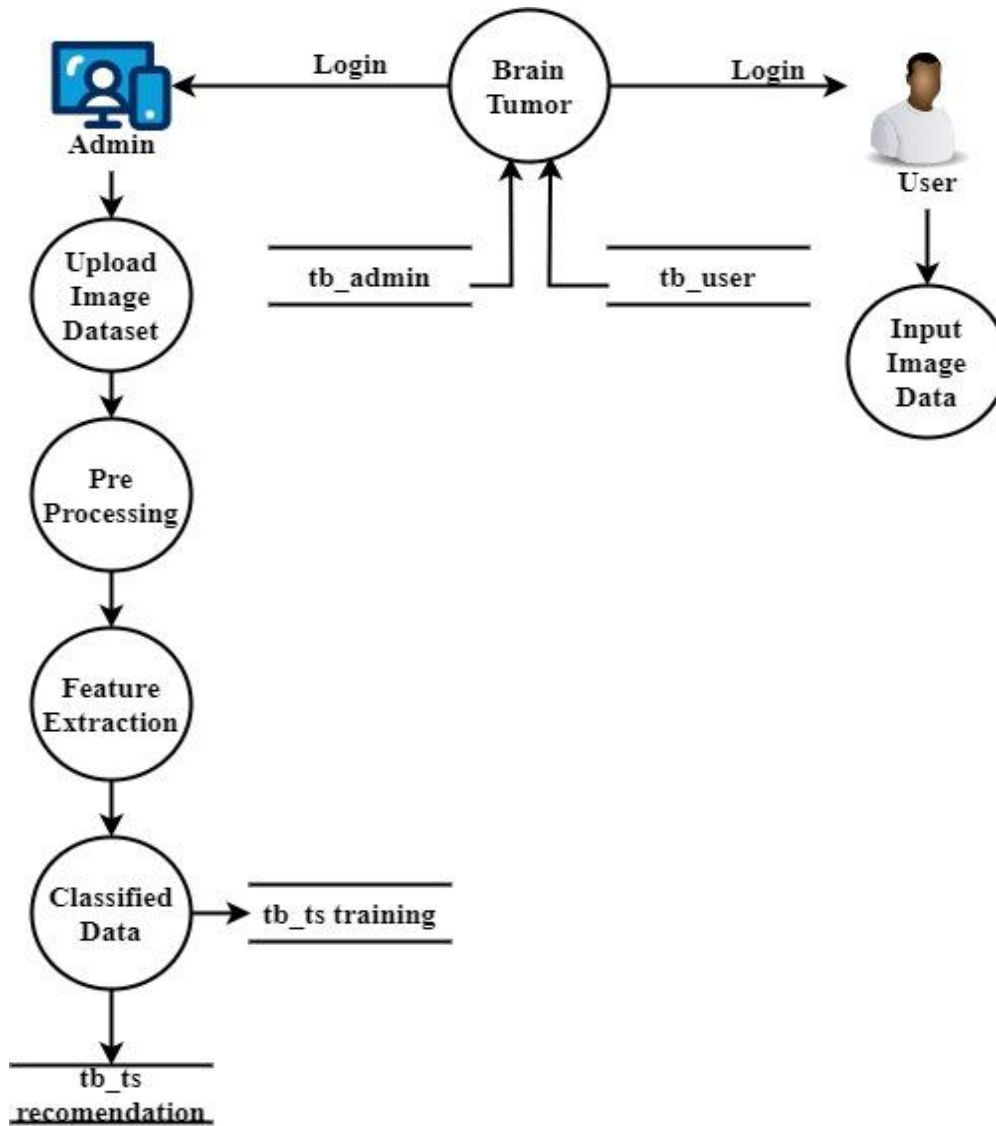 Login
Brain
Tumor
Login
Admin
User
Upload
Image
Dataset
tb_admin
tb_user
Input
Image
Data
Pre
Processing
Feature
Extraction
Classified
Data
tb_ts training
tb_ts
recomendation